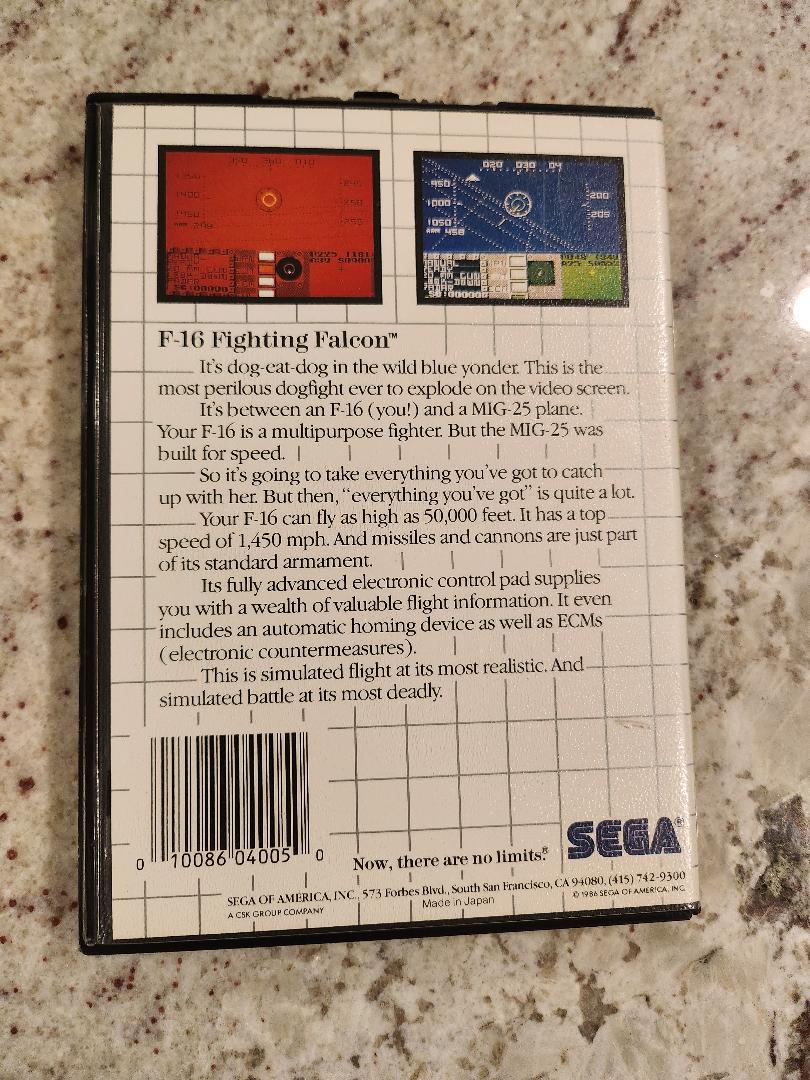 020 030 04
950
1000
1050
200
205
F-16 Fighting Falcon™
It's dog-eat-dog in the wild blue yonder. This is the
most perilous dogfight ever to explode on the video screen.
It's between an F-16 (you!) and a MIG-25 plane.
Your F-16 is a multipurpose fighter. But the MIG-25 was
built for speed.
So it's going to take everything you've got to catch
up with her. But then, "everything you've got" is quite a lot.
Your F-16 can fly as high as 50,000 feet. It has a top
speed of 1,450 mph. And missiles and cannons are just part
of its standard armament.
Its fully advanced electronic control pad supplies
you with a wealth of valuable flight information. It even
includes an automatic homing device as well as ECMs
(electronic countermeasures).
This is simulated flight at its most realistic. And
simulated battle at its most deadly.
0 10086 04005 0
Now, there are no limits.®
SEGA®
SEGA OF AMERICA, INC., 573 Forbes Blvd., South San Francisco, CA 94080, (415) 742-9300
A CSK GROUP COMPANY
Made in Japan
© 1986 SEGA OF AMERICA, INC.